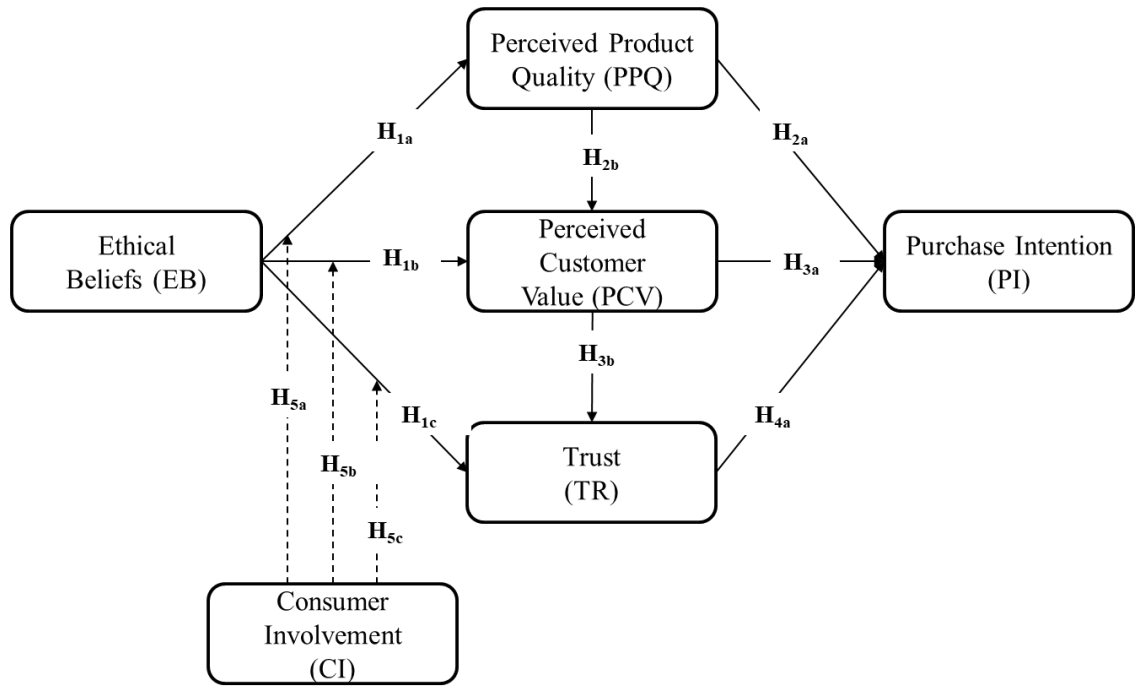 Perceived Product
Quality (PPQ)
H1a
H2a
H2b
Ethical
Beliefs (EB)
H1b
Perceived
Customer
Value (PCV)
H3a
Purchase Intention
(PI)
H3b
H5a
H1c
H4a
H5b
Trust
(TR)
H5c
Consumer
Involvement
(CI)